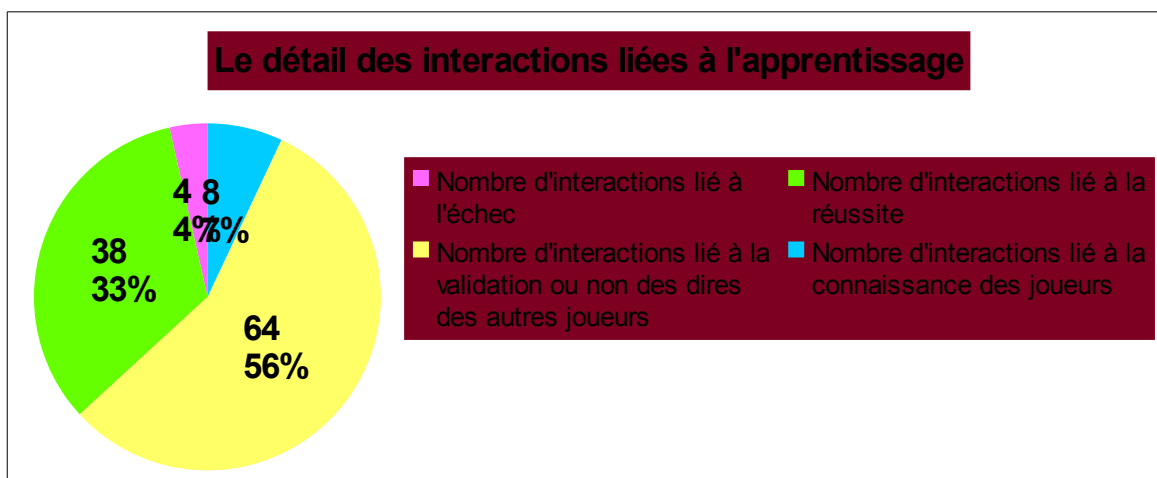 Le détail des interactions liées à l'apprentissage
4
4%
8
7%
38
33%
64
56%
Nombre d'interactions lié à
l'échec
Nombre d'interactions lié à la
réussite
Nombre d'interactions lié à la
validation ou non des dires
des autres joueurs
Nombre d'interactions lié à la
connaissance des joueurs